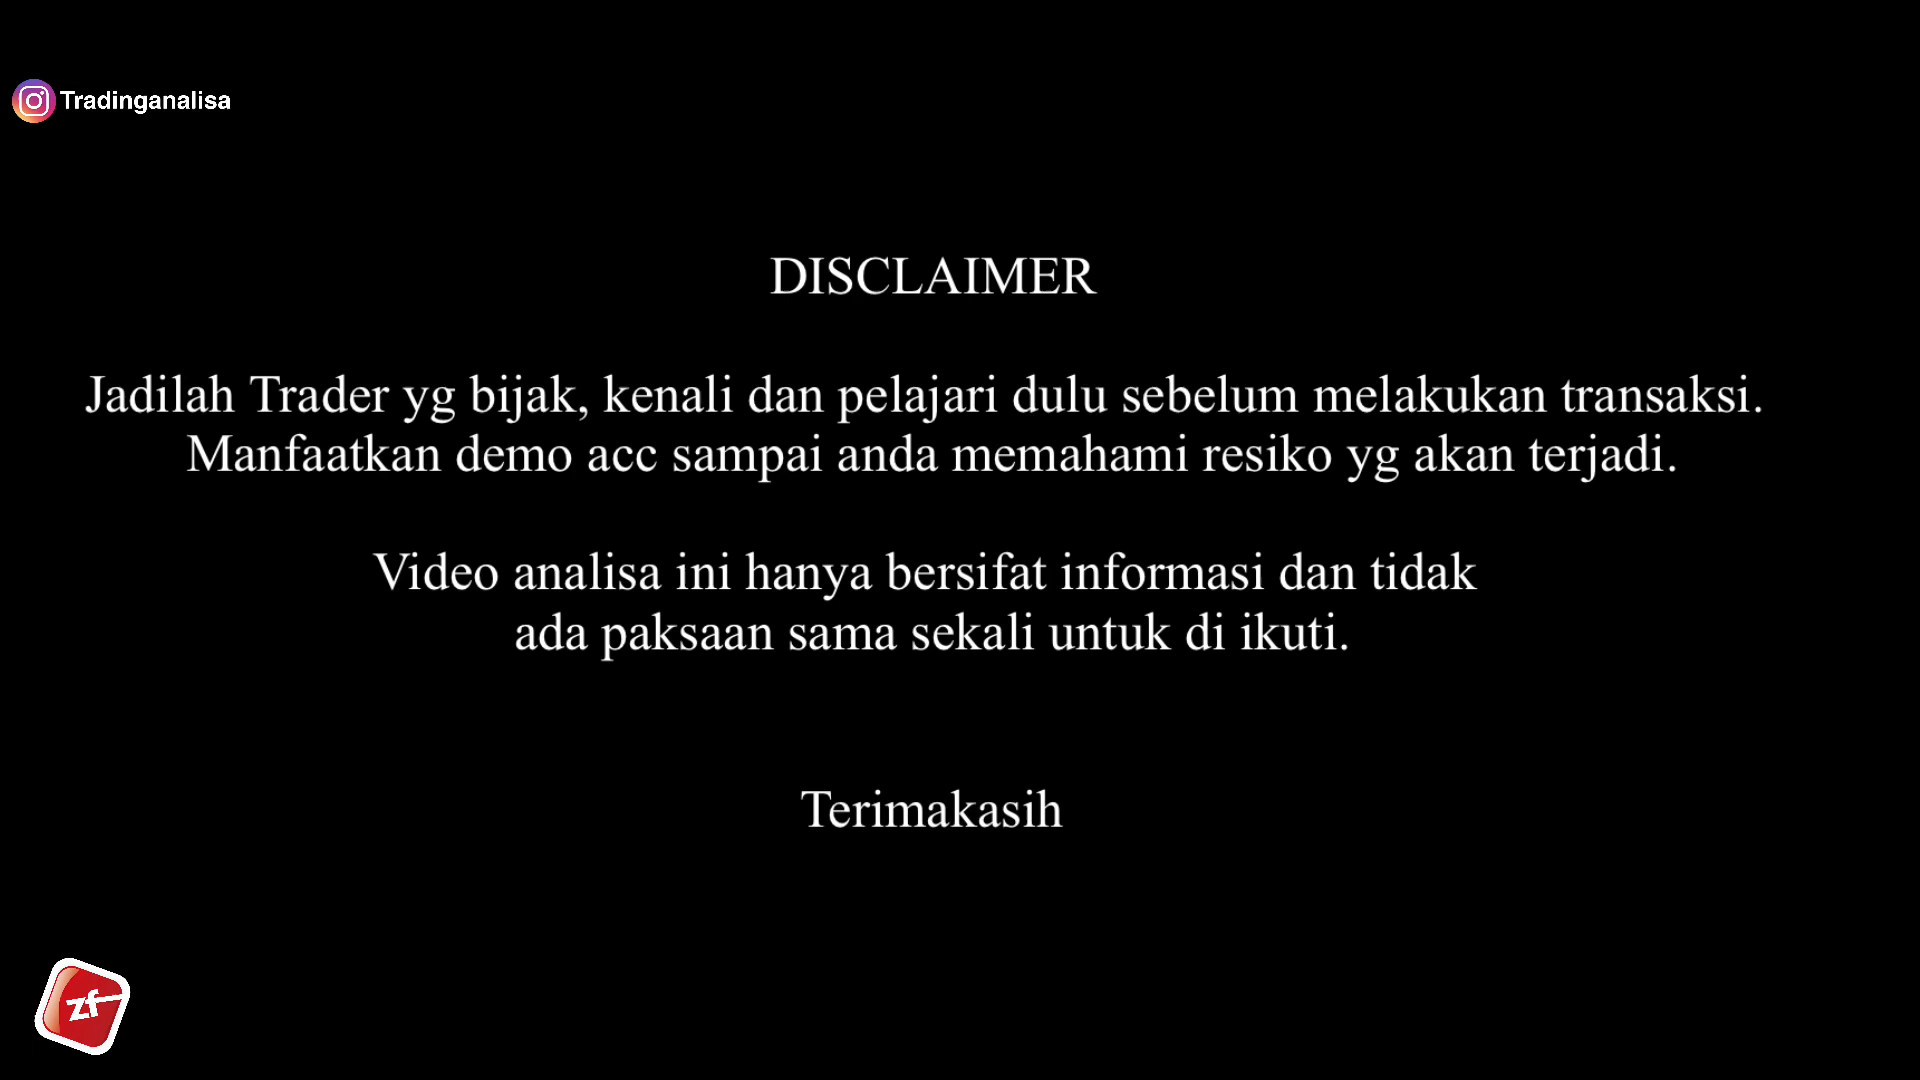 Tradinganalisa
DISCLAIMER
Jadilah Trader yg bijak, kenali dan pelajari dulu sebelum melakukan transaksi.
Manfaatkan demo acc sampai anda memahami resiko yg akan terjadi.
Video analisa ini hanya bersifat informasi dan tidak
ada paksaan sama sekali untuk di ikuti.
Terimakasih
zf